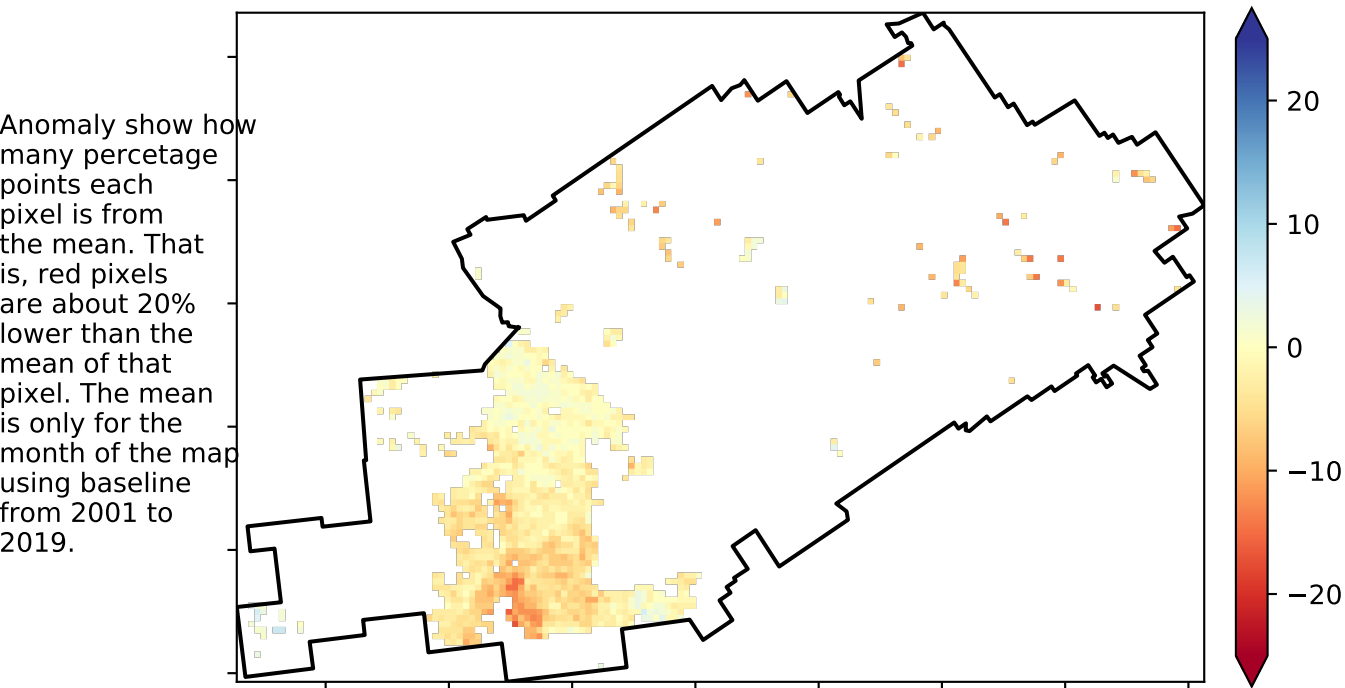 Anomaly show how
many percetage
points each
pixel is from
the mean. That
is, red pixels
are about 20%
lower than the
mean of that
pixel. The mean
is only for the
month of the map
using baseline
from 2001 to
2019.
20
10
0
−10
−20